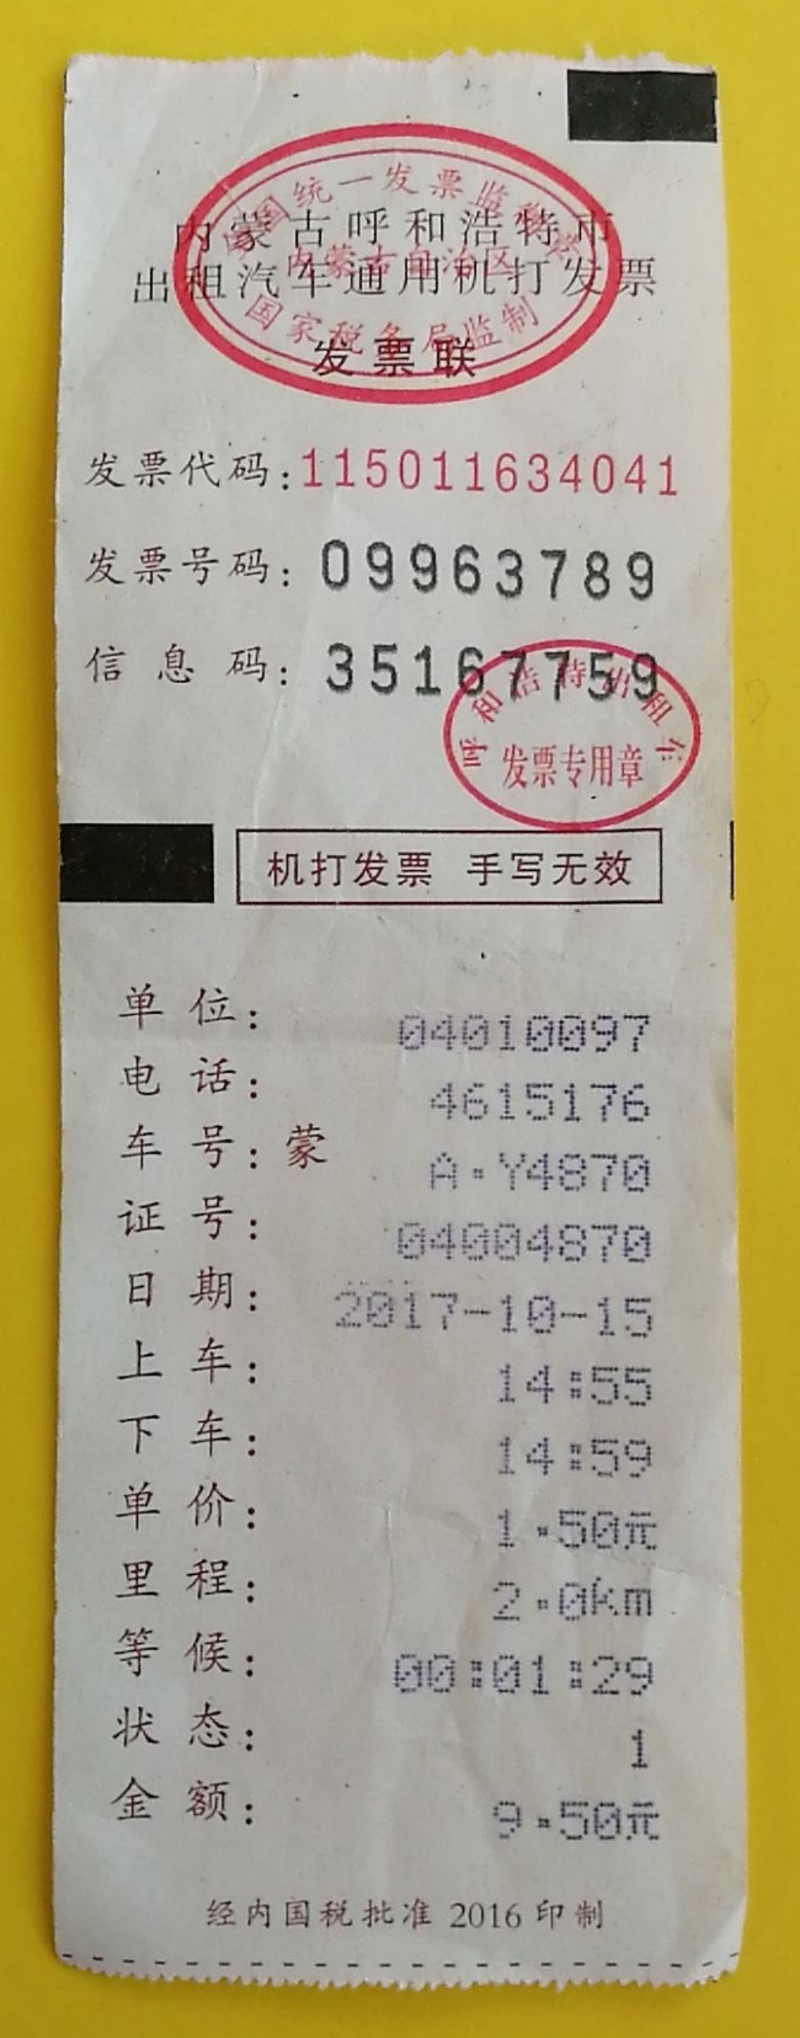 全国统一发票监制章
内蒙古呼和浩特市
内蒙古自治区
出租汽车通用机打发票
国家税务局监制
发票联
发票代码:115011634041
发票号码:09963789
信息码:35167759
呼和浩特出租车
发票专用章
机打发票 手写无效
单位: 04010097
电话: 4615176
车号:蒙 A·Y4870
证号: 04004870
日期: 2017-10-15
上车: 14:55
下车: 14:59
单价: 1.50元
里程: 2.0km
等候: 00:01:29
状态: 1
金额: 9.50元
经内国税批准 2016 印制